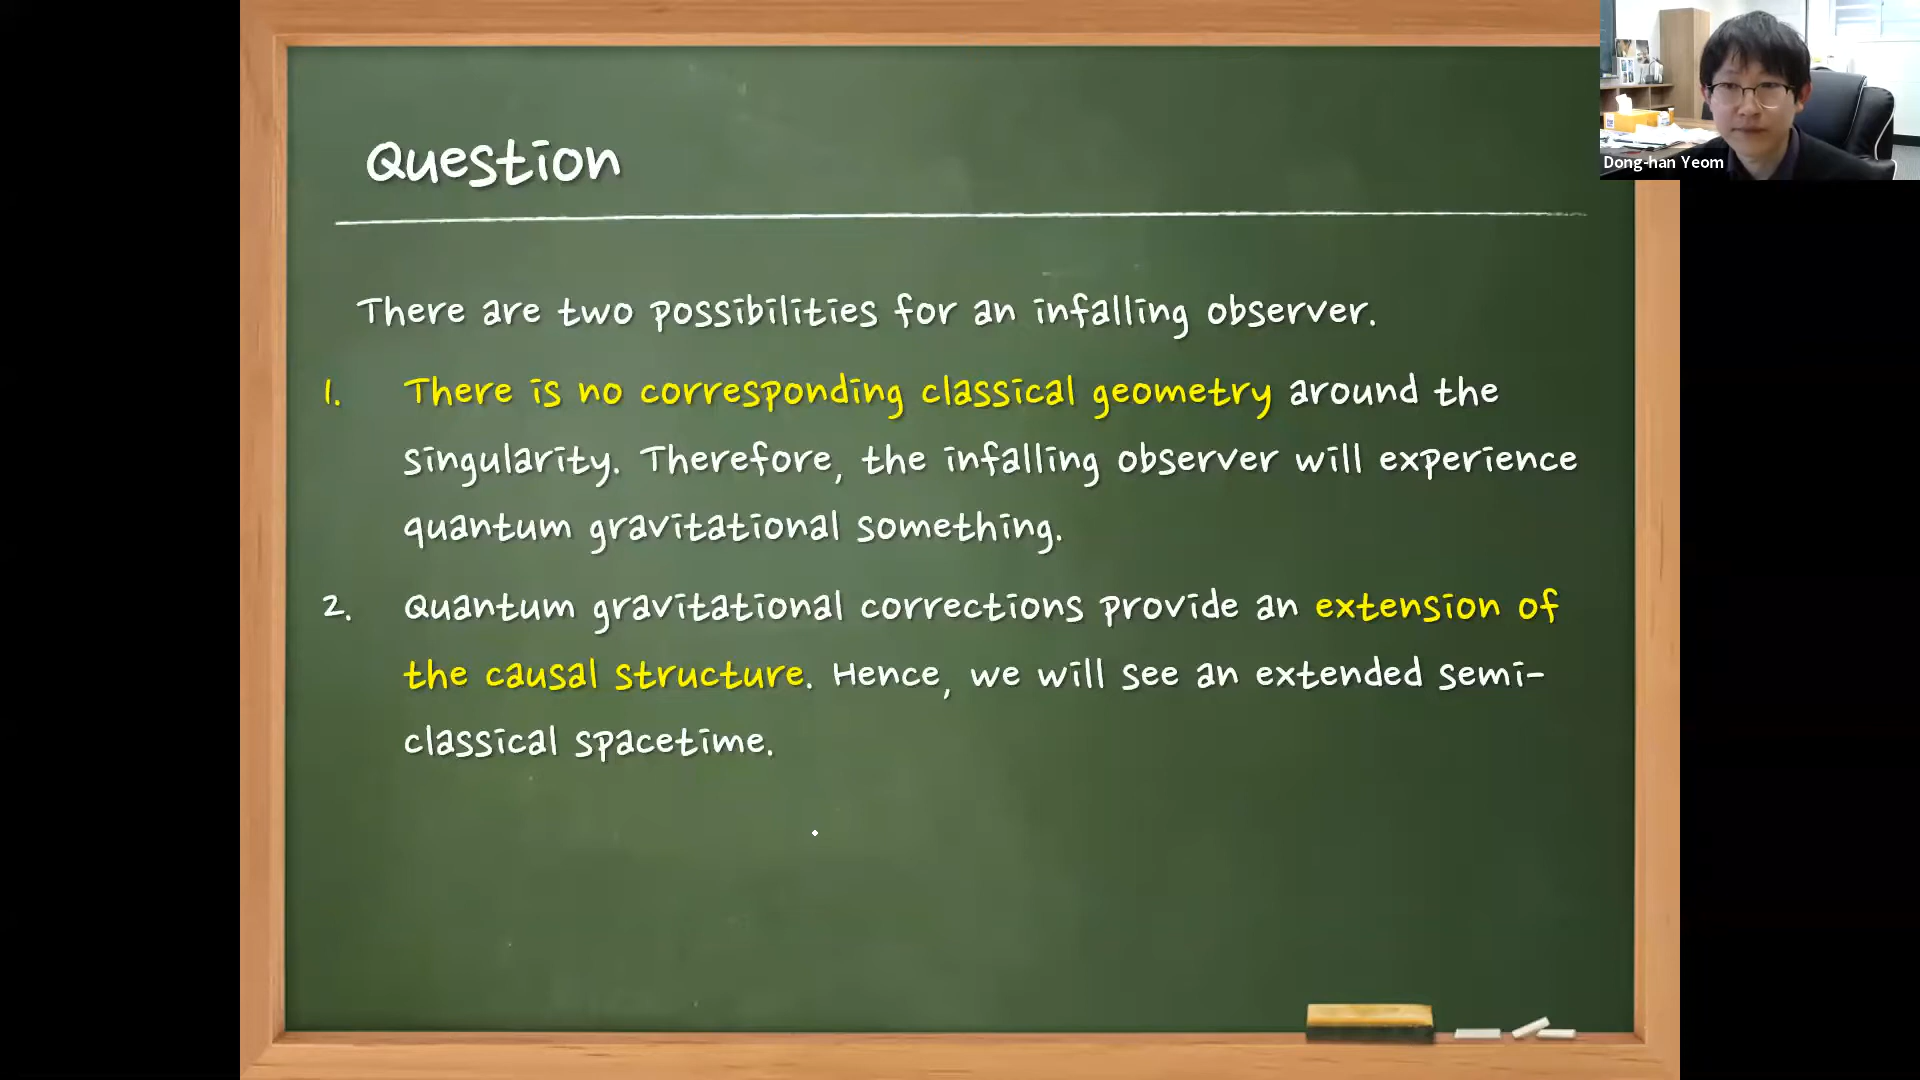 Question
Dong-han Yeom
There are two possibilities for an infalling observer.
1. There is no corresponding classical geometry around the
singularity. Therefore, the infalling observer will experience
quantum gravitational something.
2. Quantum gravitational corrections provide an extension of
the causal structure. Hence, we will see an extended semi-
classical spacetime.